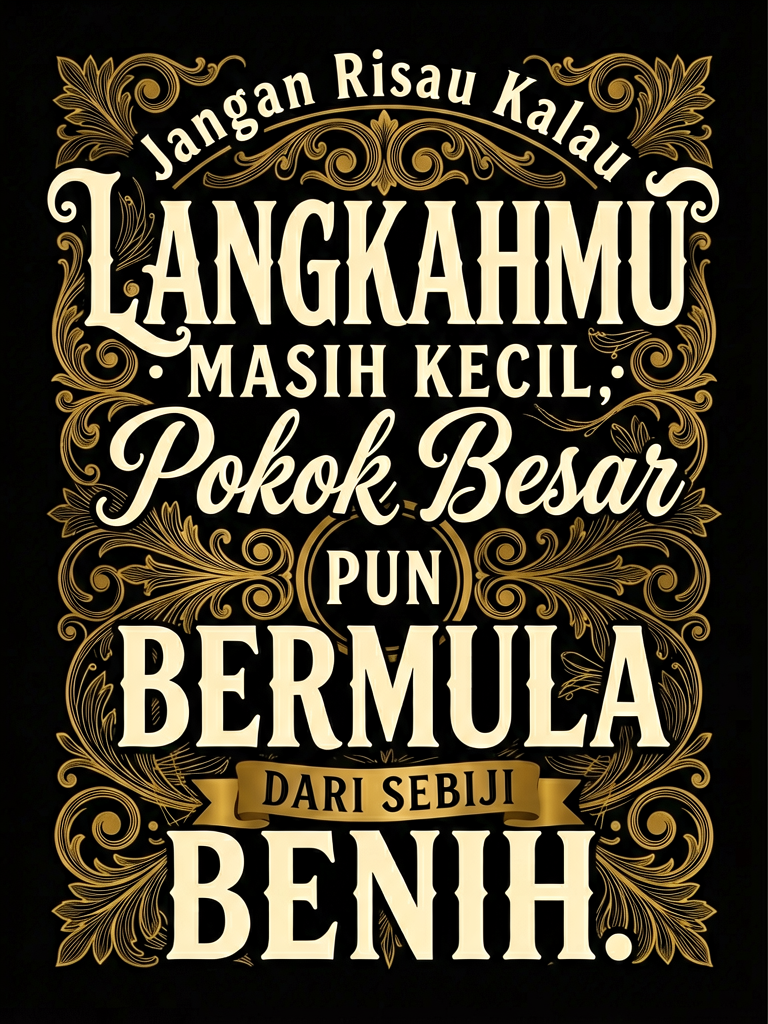 Jangan Risau Kalau
LANGKAHMU
MASIH KECIL;
Pokok Besar
PUN
BERMULA
DARI SEBIJI
BENIH.